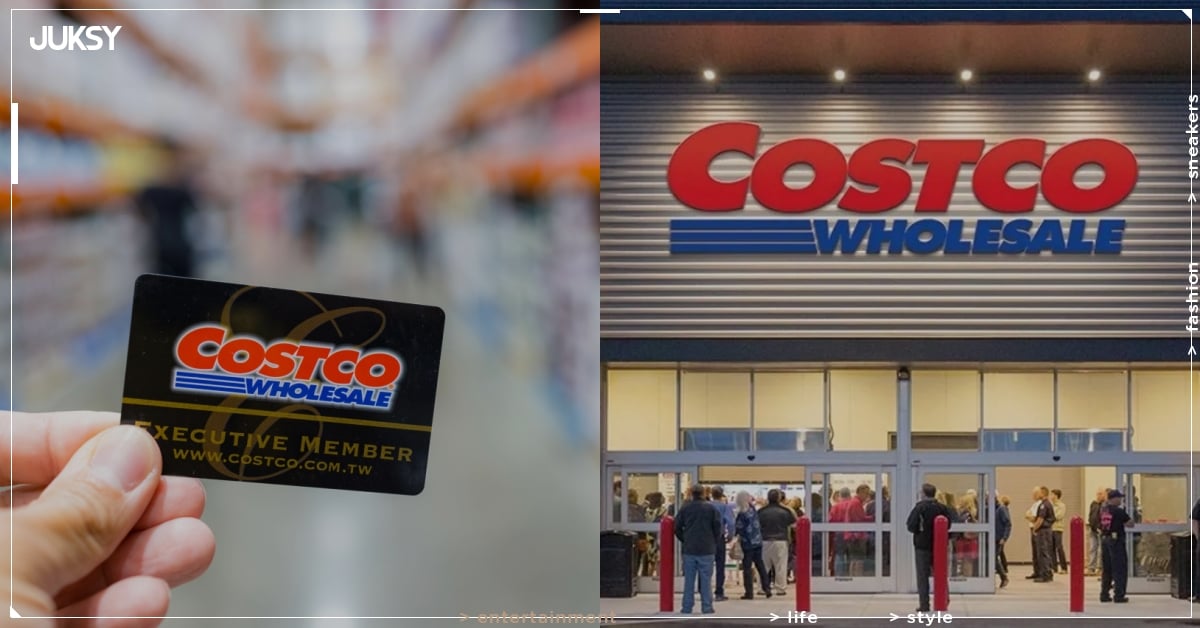 JUKSY
COSTCO
WHOLESALE
EXECUTIVE MEMBER
WWW.COSTCO.COM.TW
COSTCO
WHOLESALE
> fashion > sneakers
> entertainment > life > style